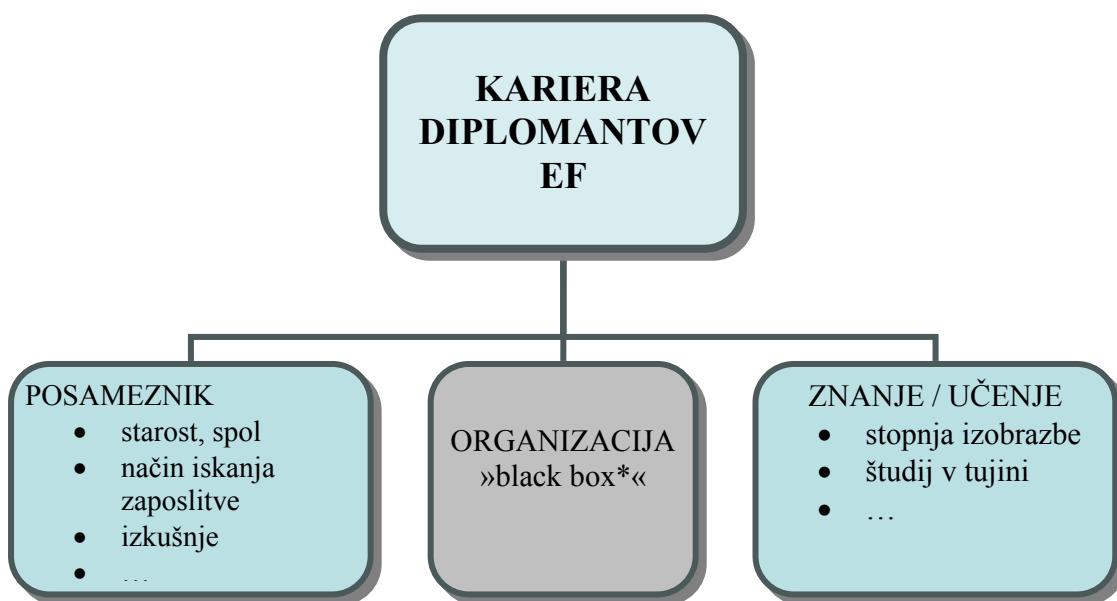 KARIERA
DIPLOMANTOV
EF
POSAMEZNIK
• starost, spol
• način iskanja
zaposlitve
• izkušnje
• …
ORGANIZACIJA
»black box*«
ZNANJE / UČENJE
• stopnja izobrazbe
• študij v tujini
• …